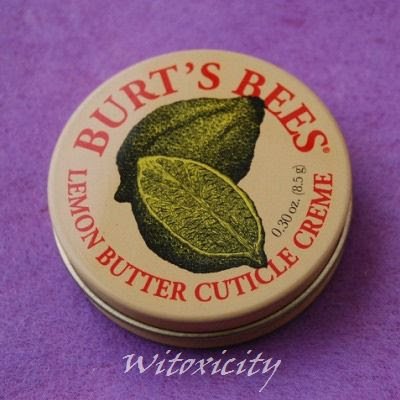 BURT'S BEES®
0.30 oz. (8.5 g)
LEMON BUTTER CUTICLE CREME
Witoxicity